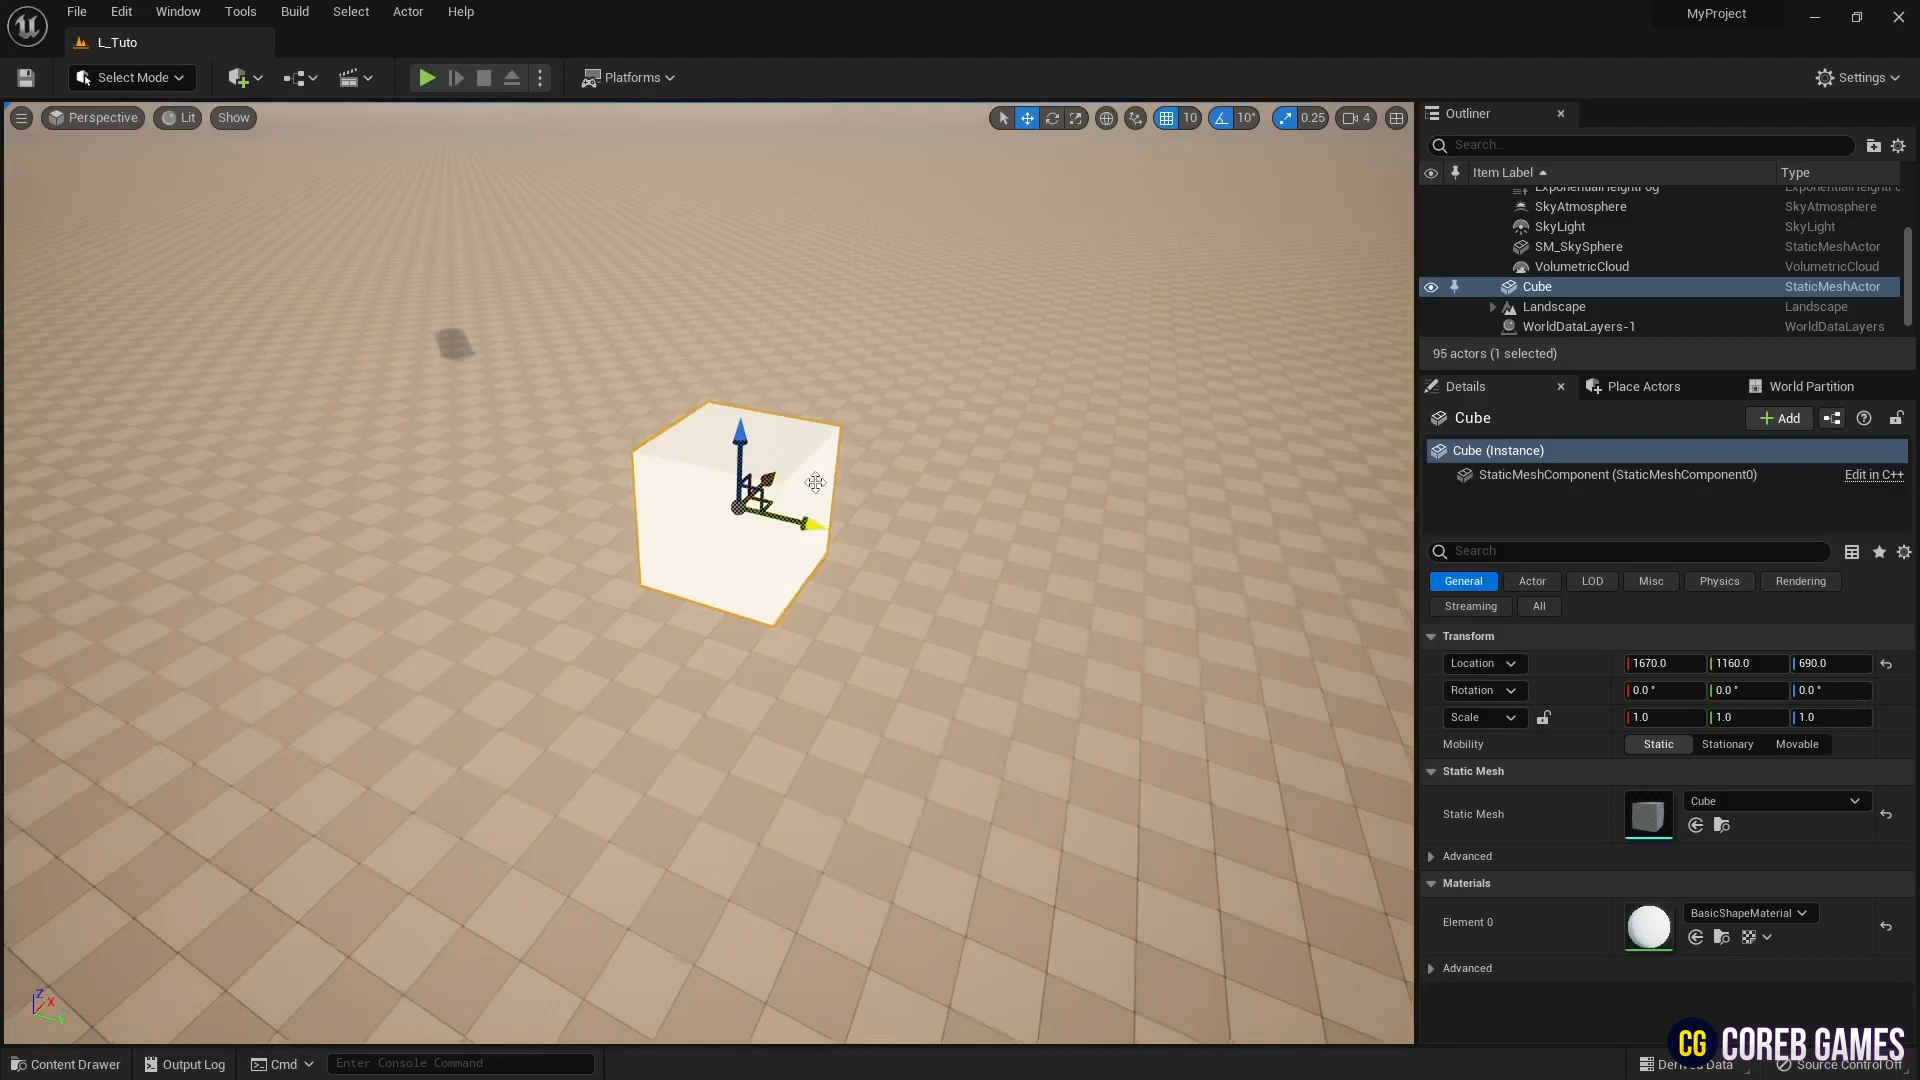 File Edit Window Tools Build Select Actor Help
MyProject
L_Tuto
Select Mode
Platforms
Settings
Perspective Lit Show
10 10° 0.25 4
Outliner
Search...
Item Label Type
ExponentialHeightFog
SkyAtmosphere SkyAtmosphere
SkyLight SkyLight
SM_SkySphere StaticMeshActor
VolumetricCloud VolumetricCloud
Cube StaticMeshActor
Landscape Landscape
WorldDataLayers-1 WorldDataLayers
95 actors (1 selected)
Details Place Actors World Partition
Cube Add
Cube (Instance)
StaticMeshComponent (StaticMeshComponent0) Edit in C++
Search
General Actor LOD Misc Physics Rendering
Streaming All
Transform
Location 1670.0 1160.0 690.0
Rotation 0.0 ° 0.0 ° 0.0 °
Scale 1.0 1.0 1.0
Mobility Static Stationary Movable
Static Mesh
Static Mesh Cube
Advanced
Materials
Element 0 BasicShapeMaterial
Advanced
Z
X
Y
CG COREB GAMES
Content Drawer Output Log Cmd Enter Console Command Derived Data Source Control Off